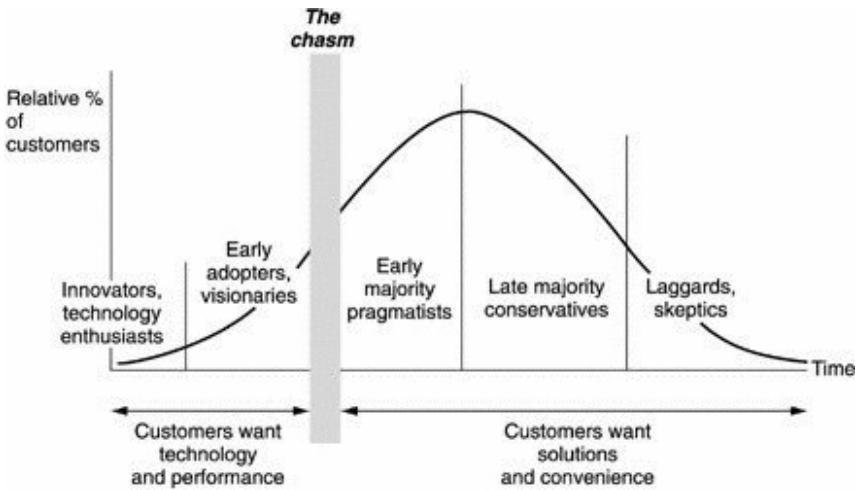 The
chasm
Relative %
of
customers
Innovators,
technology
enthusiasts
Early
adopters,
visionaries
Early
majority
pragmatists
Late majority
conservatives
Laggards,
skeptics
Time
Customers want
technology
and performance
Customers want
solutions
and convenience